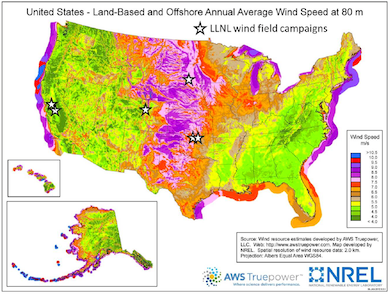 United States - Land-Based and Offshore Annual Average Wind Speed at 80 m
LLNL wind field campaigns
Wind Speed
m/s
>10.5
10.0
9.5
9.0
8.5
8.0
7.5
7.0
6.5
6.0
5.5
5.0
4.5
4.0
< 4.0
Source: Wind resource estimates developed by AWS Truepower,
LLC. Web: http://www.awstruepower.com. Map developed by
NREL. Spatial resolution of wind resource data: 2.0 km.
Projection: Albers Equal Area WGS84.
AWS Truepower
Where science delivers performance.
NREL
NATIONAL RENEWABLE ENERGY LABORATORY